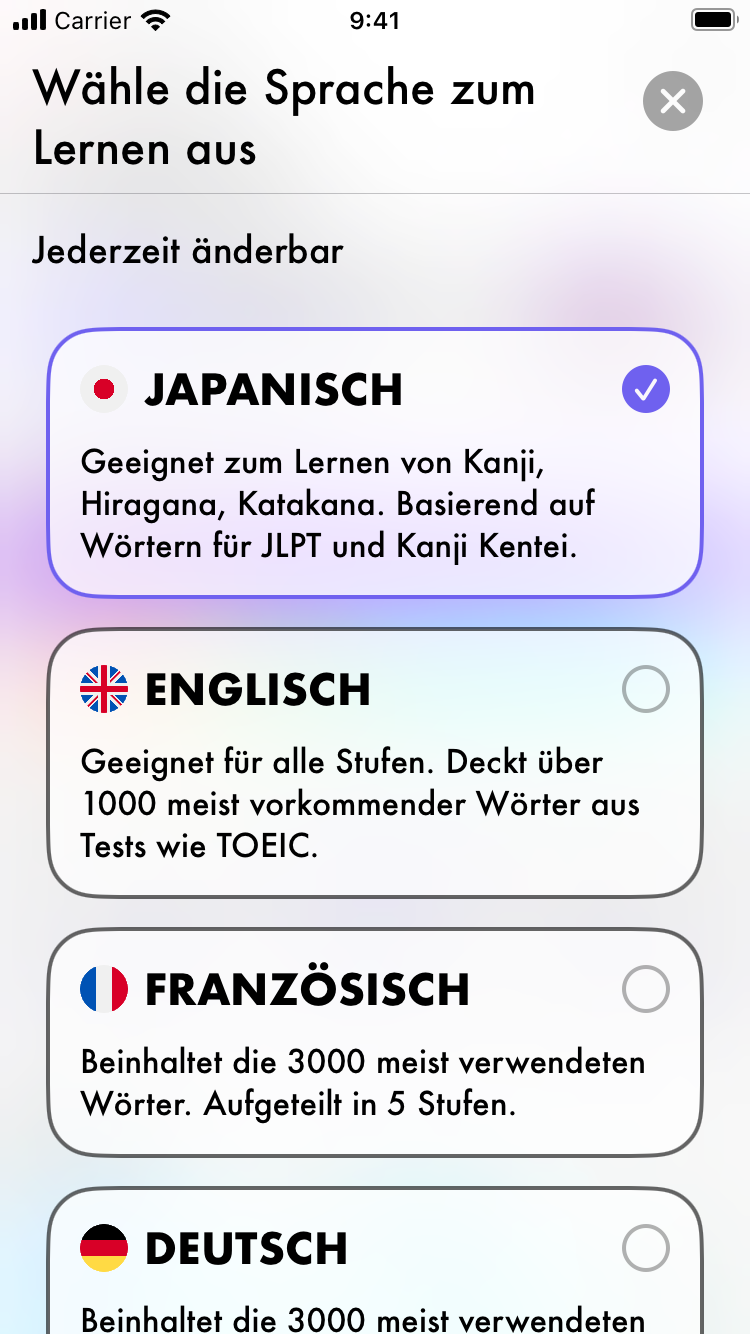 Carrier 9:41
Wähle die Sprache zum
Lernen aus
Jederzeit änderbar
JAPANISCH
Geeignet zum Lernen von Kanji,
Hiragana, Katakana. Basierend auf
Wörtern für JLPT und Kanji Kentei.
ENGLISCH
Geeignet für alle Stufen. Deckt über
1000 meist vorkommender Wörter aus
Tests wie TOEIC.
FRANZÖSISCH
Beinhaltet die 3000 meist verwendeten
Wörter. Aufgeteilt in 5 Stufen.
DEUTSCH
Beinhaltet die 3000 meist verwendeten